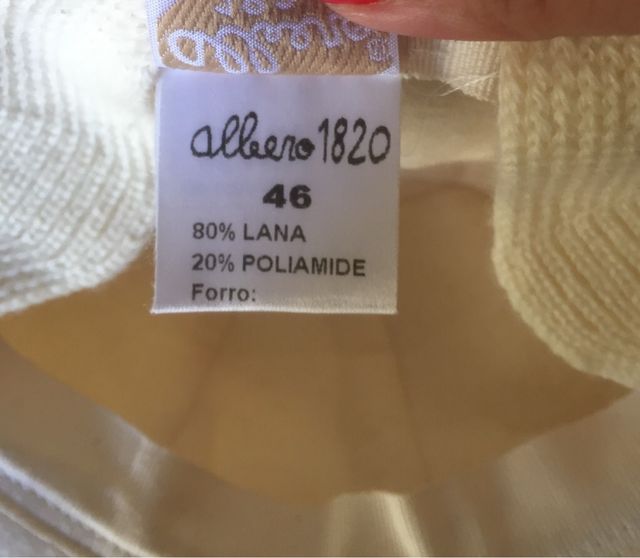 albero 1820
46
80% LANA
20% POLIAMIDE
Forro: